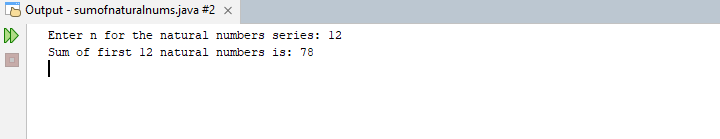 Output - sumofnaturalnums.java #2
Enter n for the natural numbers series: 12
Sum of first 12 natural numbers is: 78